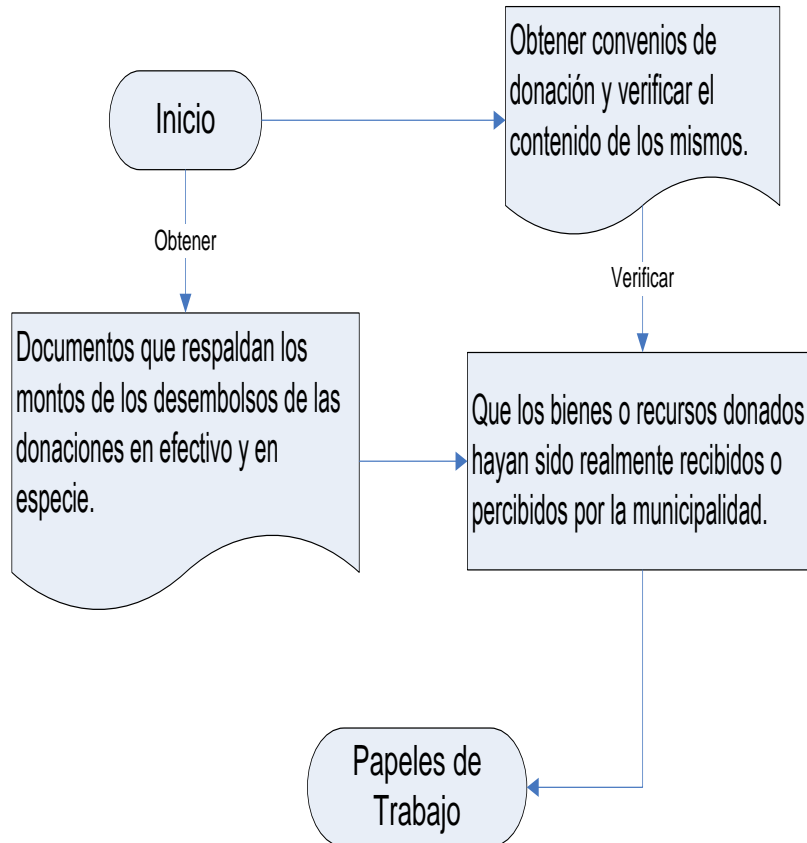 Inicio
Obtener convenios de
donación y verificar el
contenido de los mismos.
Obtener
Verificar
Documentos que respaldan los
montos de los desembolsos de las
donaciones en efectivo y en
especie.
Que los bienes o recursos donados
hayan sido realmente recibidos o
percibidos por la municipalidad.
Papeles de
Trabajo